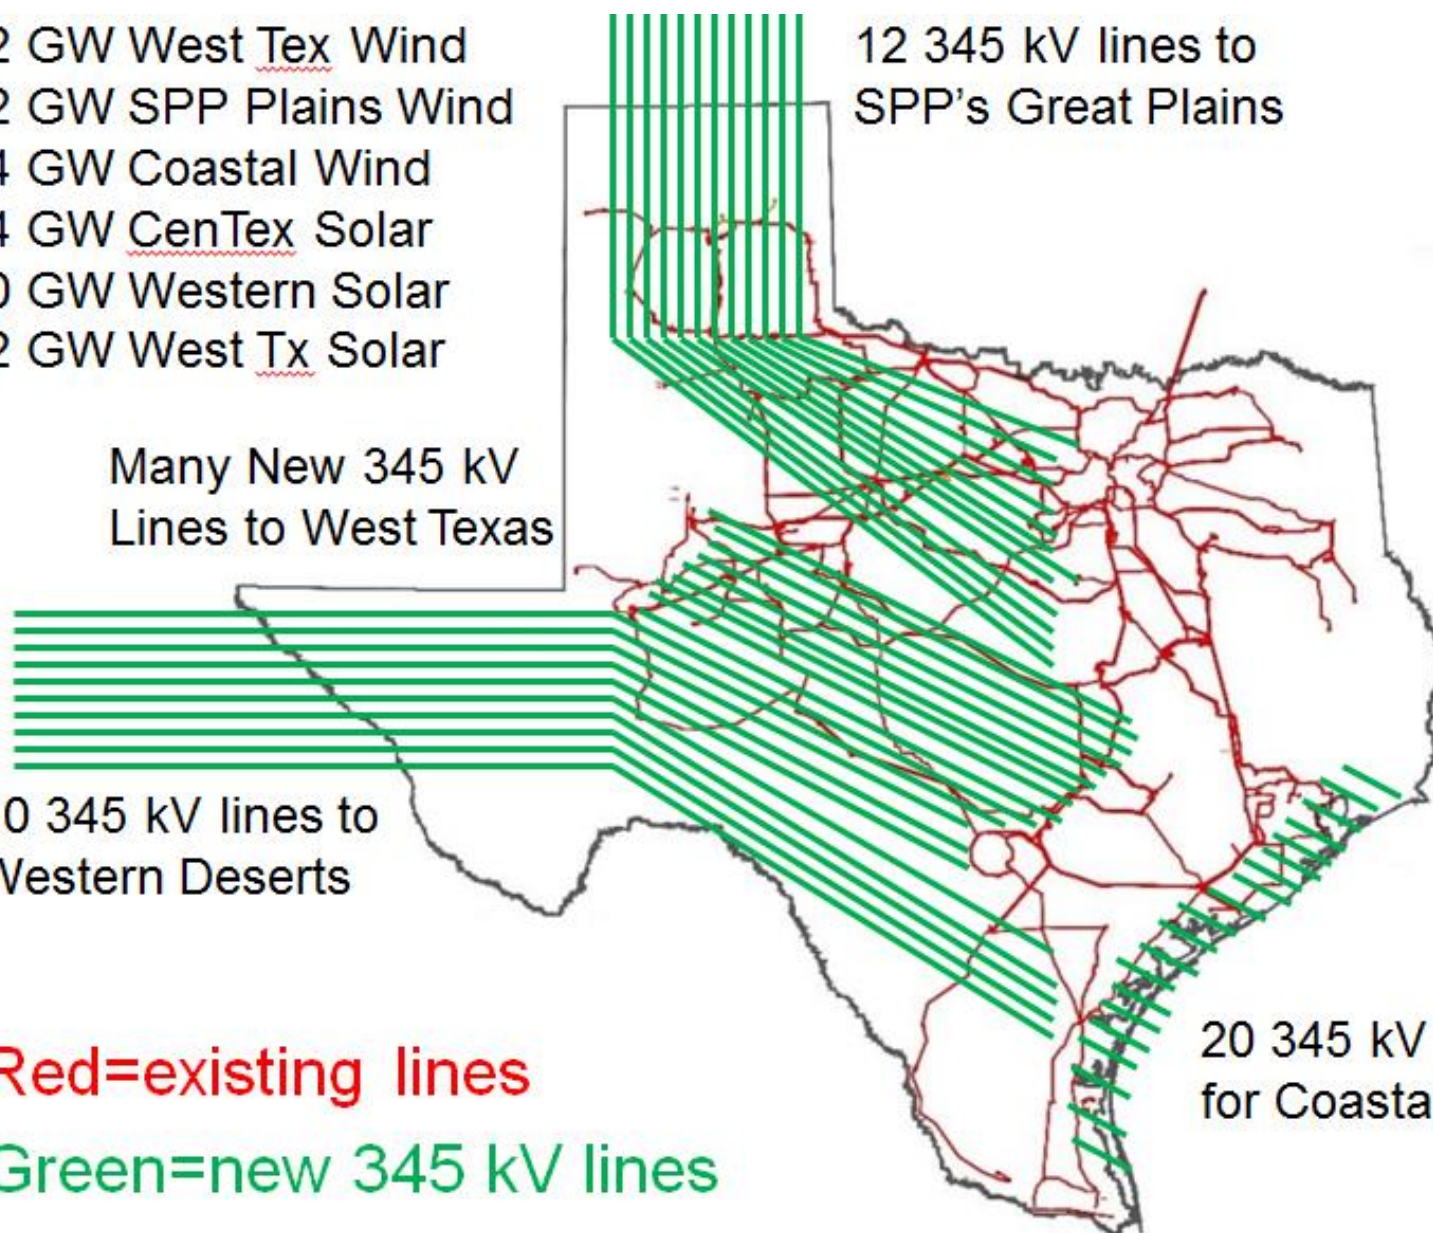 2 GW West Tex Wind
2 GW SPP Plains Wind
4 GW Coastal Wind
4 GW CenTex Solar
0 GW Western Solar
2 GW West Tx Solar
12 345 kV lines to
SPP's Great Plains
Many New 345 kV
Lines to West Texas
0 345 kV lines to
Western Deserts
20 345 kV
for Coasta
Red=existing lines
Green=new 345 kV lines